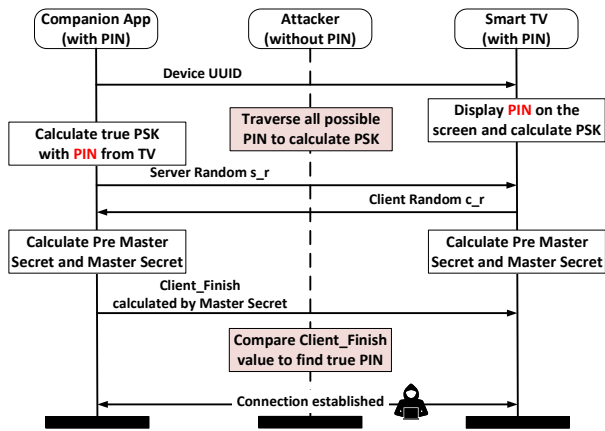 Companion App
(with PIN)
Attacker
(without PIN)
Smart TV
(with PIN)
Device UUID
Traverse all possible
PIN to calculate PSK
Display PIN on the
screen and calculate PSK
Calculate true PSK
with PIN from TV
Server Random s_r
Client Random c_r
Calculate Pre Master
Secret and Master Secret
Calculate Pre Master
Secret and Master Secret
Client_Finish
calculated by Master Secret
Compare Client_Finish
value to find true PIN
Connection established